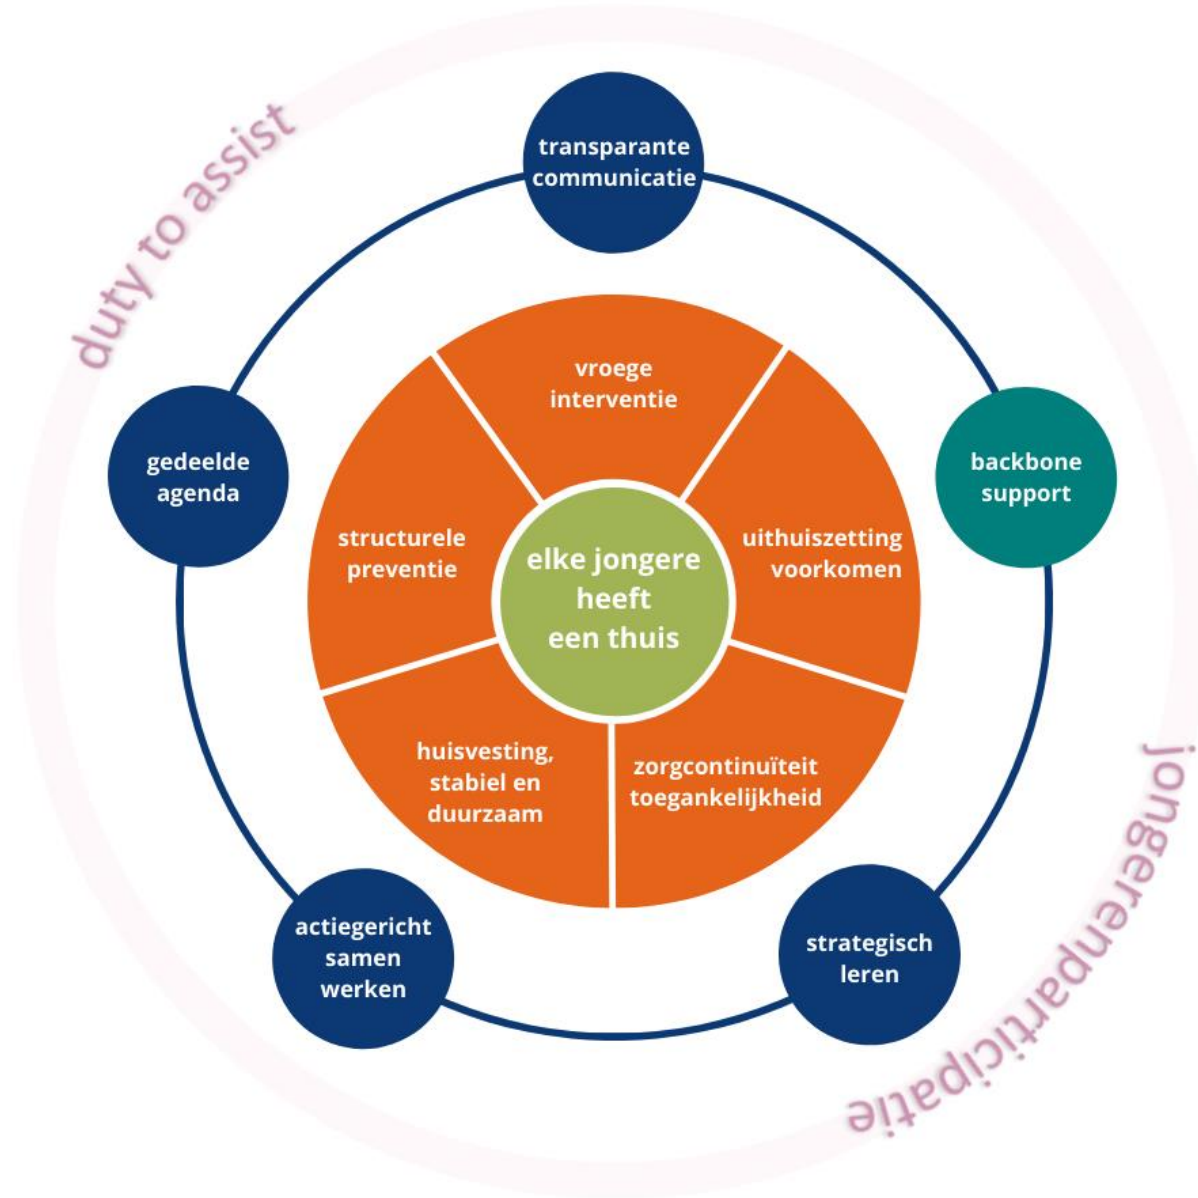 duty to assist
transparante
communicatie
gedeelde
agenda
backbone
support
vroege
interventie
structurele
preventie
uithuiszetting
voorkomen
elke jongere
heeft
een thuis
huisvesting,
stabiel en
duurzaam
zorgcontinuïteit
toegankelijkheid
actiegericht
samen
werken
strategisch
leren
jongerenparticipatie